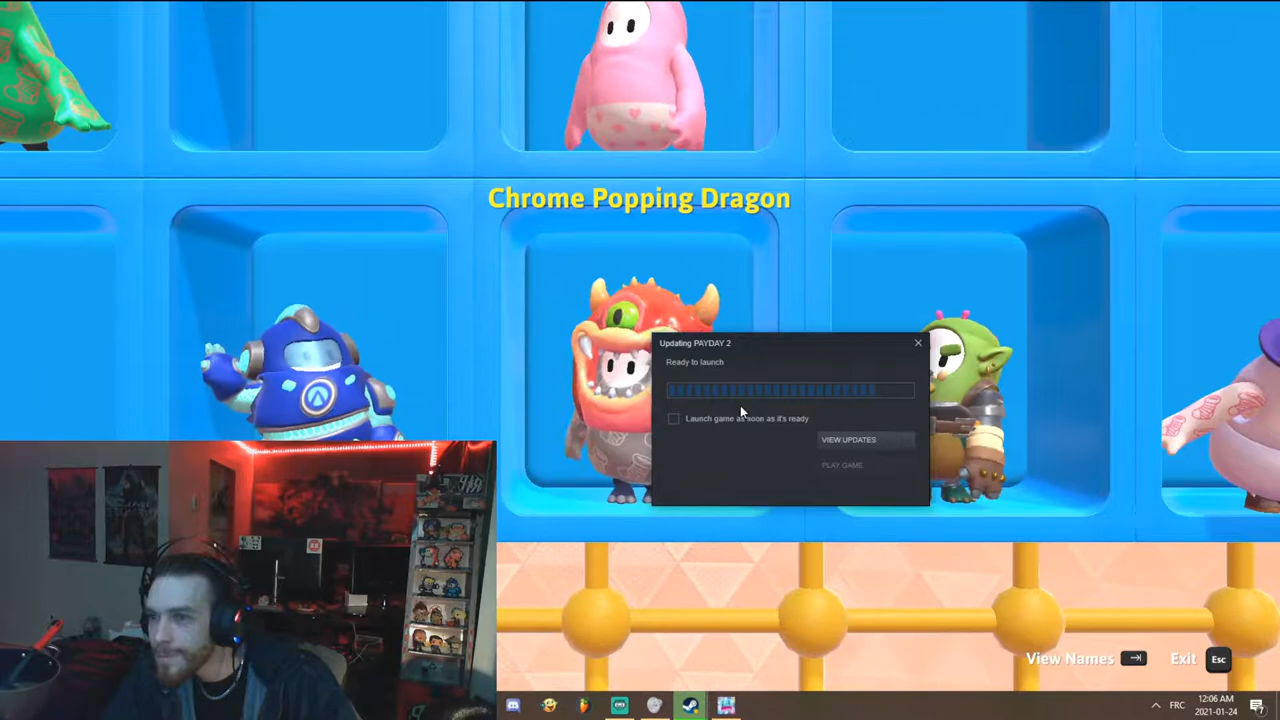 Chrome Popping Dragon
Updating PAYDAY 2
Ready to launch
Launch game as soon as it's ready
VIEW UPDATES
PLAY GAME
View Names
Exit Esc
FRC
12:06 AM
2021-01-24
7